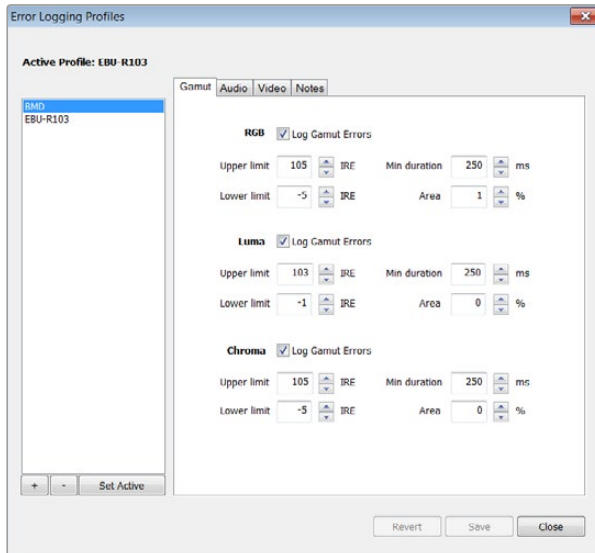 Error Logging Profiles
Active Profile: EBU-R103
Gamut Audio Video Notes
BMD
EBU-R103
RGB Log Gamut Errors
Upper limit 105 IRE Min duration 250 ms
Lower limit -5 IRE Area 1 %
Luma Log Gamut Errors
Upper limit 103 IRE Min duration 250 ms
Lower limit -1 IRE Area 0 %
Chroma Log Gamut Errors
Upper limit 105 IRE Min duration 250 ms
Lower limit -5 IRE Area 0 %
+ - Set Active
Revert Save Close